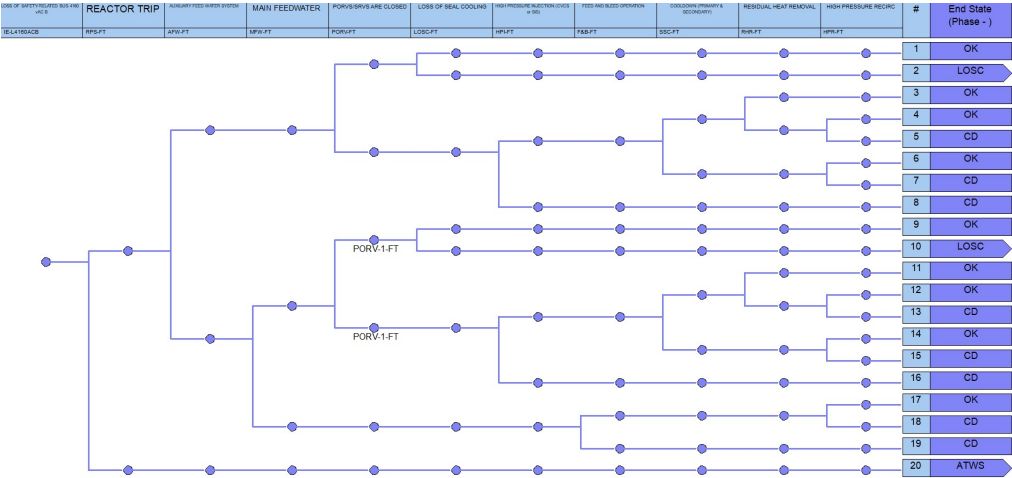 LOSS OF SAFETY RELATED BUS 4160 vAC B
REACTOR TRIP
AUXILIARY FEED WATER SYSTEM
MAIN FEEDWATER
PORVS/SRVS ARE CLOSED
LOSS OF SEAL COOLING
HIGH PRESSURE INJECTION (CVCS or SIS)
FEED AND BLEED OPERATION
COOLDOWN (PRIMARY & SECONDARY)
RESIDUAL HEAT REMOVAL
HIGH PRESSURE RECIRC
#
End State
(Phase - )
IE-L4160ACB
RPS-FT
AFW-FT
MFW-FT
PORV-FT
LOSC-FT
HPI-FT
F&B-FT
SSC-FT
RHR-FT
HPR-FT
1 OK
2 LOSC
3 OK
4 OK
5 CD
6 OK
7 CD
8 CD
9 OK
PORV-1-FT
10 LOSC
11 OK
12 OK
13 CD
PORV-1-FT
14 OK
15 CD
16 CD
17 OK
18 CD
19 CD
20 ATWS